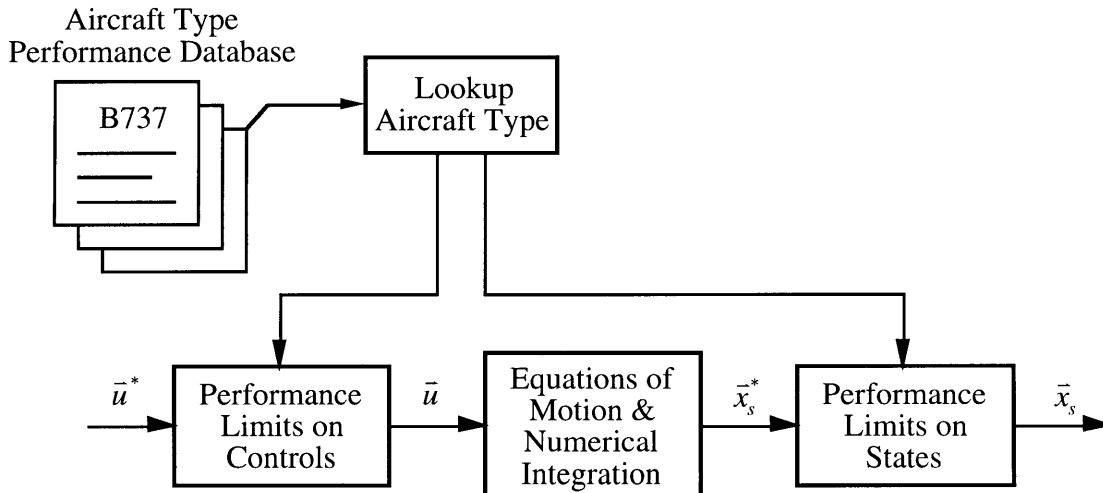 Aircraft Type
Performance Database
B737
Lookup
Aircraft Type
u̅*
Performance
Limits on
Controls
u̅
Equations of
Motion &
Numerical
Integration
x̅ₛ*
Performance
Limits on
States
x̅ₛ